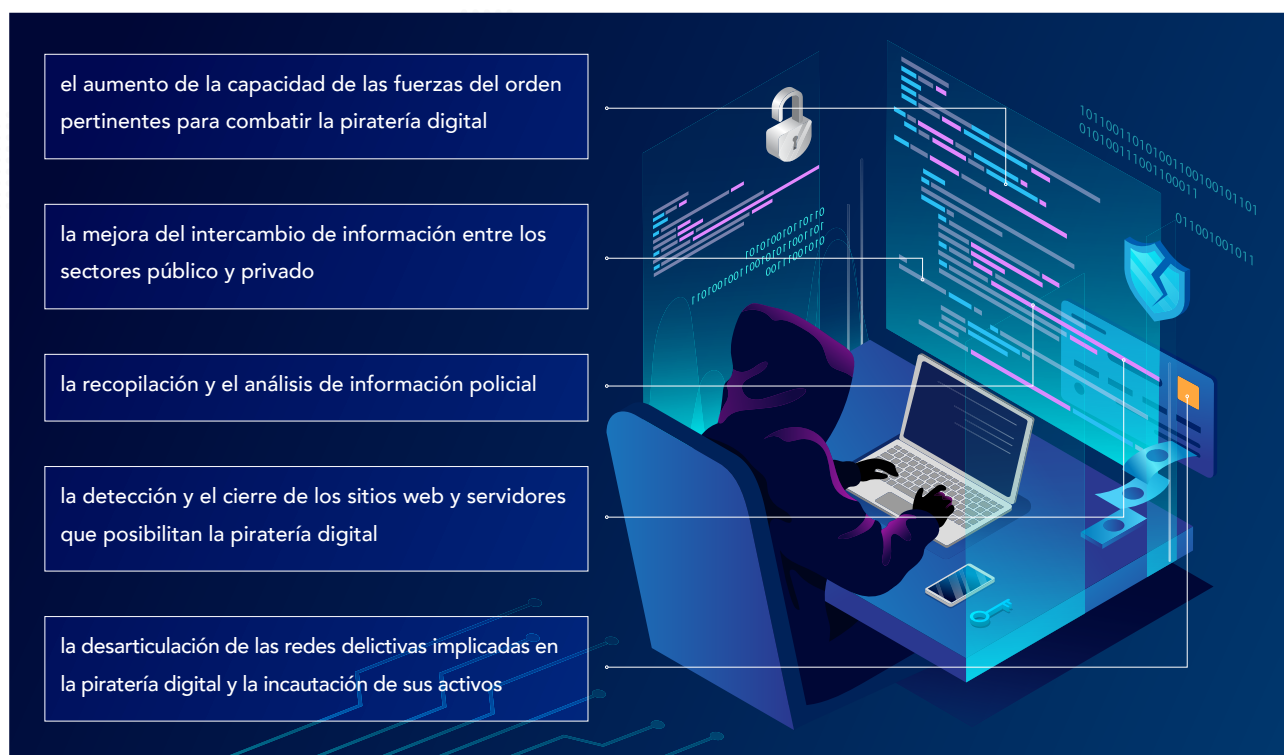 el aumento de la capacidad de las fuerzas del orden
pertinentes para combatir la piratería digital
la mejora del intercambio de información entre los
sectores público y privado
la recopilación y el análisis de información policial
la detección y el cierre de los sitios web y servidores
que posibilitan la piratería digital
la desarticulación de las redes delictivas implicadas en
la piratería digital y la incautación de sus activos